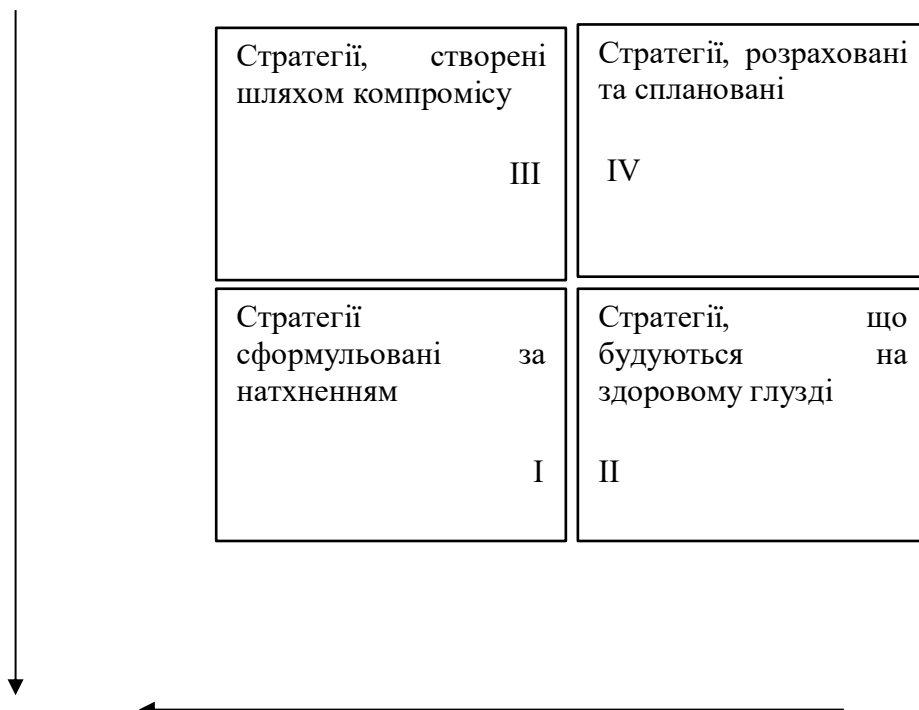 Стратегії, створені
шляхом компромісу
III
Стратегії, розраховані
та сплановані
IV
Стратегії
сформульовані за
натхненням
I
Стратегії, що
будуються на
здоровому глузді
II